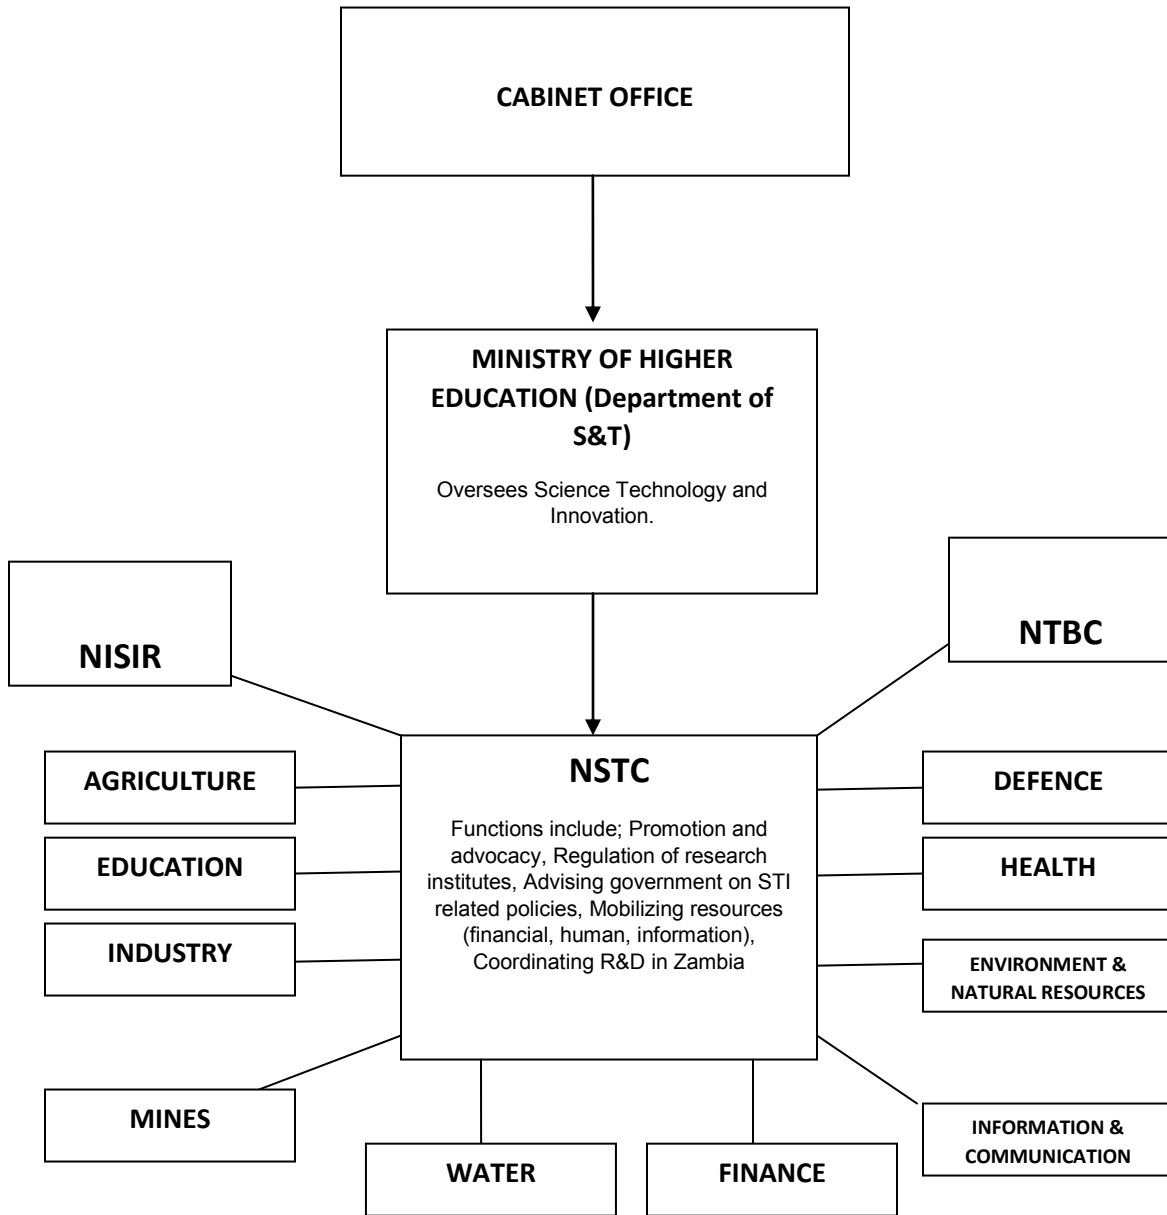 CABINET OFFICE
MINISTRY OF HIGHER
EDUCATION (Department of
S&T)
Oversees Science Technology and
Innovation.
NISIR
NTBC
NSTC
Functions include; Promotion and
advocacy, Regulation of research
institutes, Advising government on STI
related policies, Mobilizing resources
(financial, human, information),
Coordinating R&D in Zambia
AGRICULTURE
EDUCATION
INDUSTRY
MINES
WATER
FINANCE
DEFENCE
HEALTH
ENVIRONMENT &
NATURAL RESOURCES
INFORMATION &
COMMUNICATION